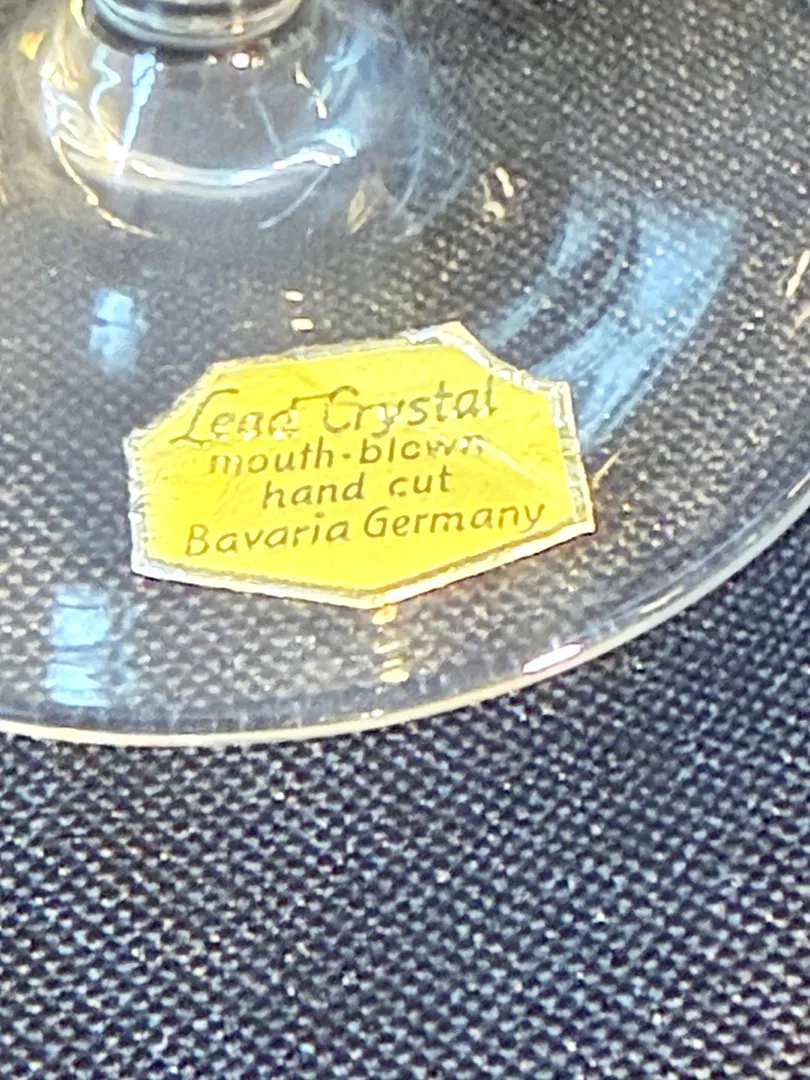 Lead Crystal
mouth-blown
hand cut
Bavaria Germany